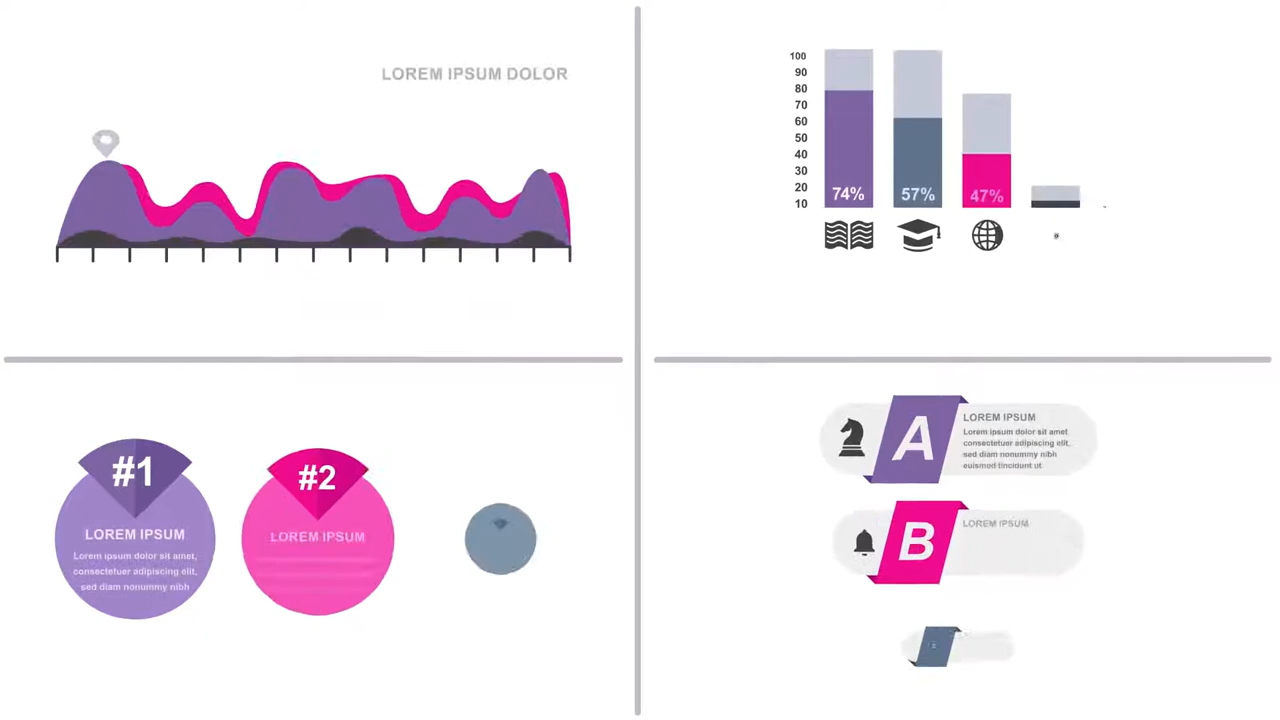 LOREM IPSUM DOLOR
100
90
80
70
60
50
40
30
20
10
74%
57%
47%
#1
LOREM IPSUM
Lorem ipsum dolor sit amet,
consectetuer adipiscing elit,
sed diam nonummy nibh
#2
LOREM IPSUM
A
LOREM IPSUM
Lorem ipsum dolor sit amet
consectetuer adipiscing elit,
sed diam nonummy nibh
euismod tincidunt ut
B
LOREM IPSUM